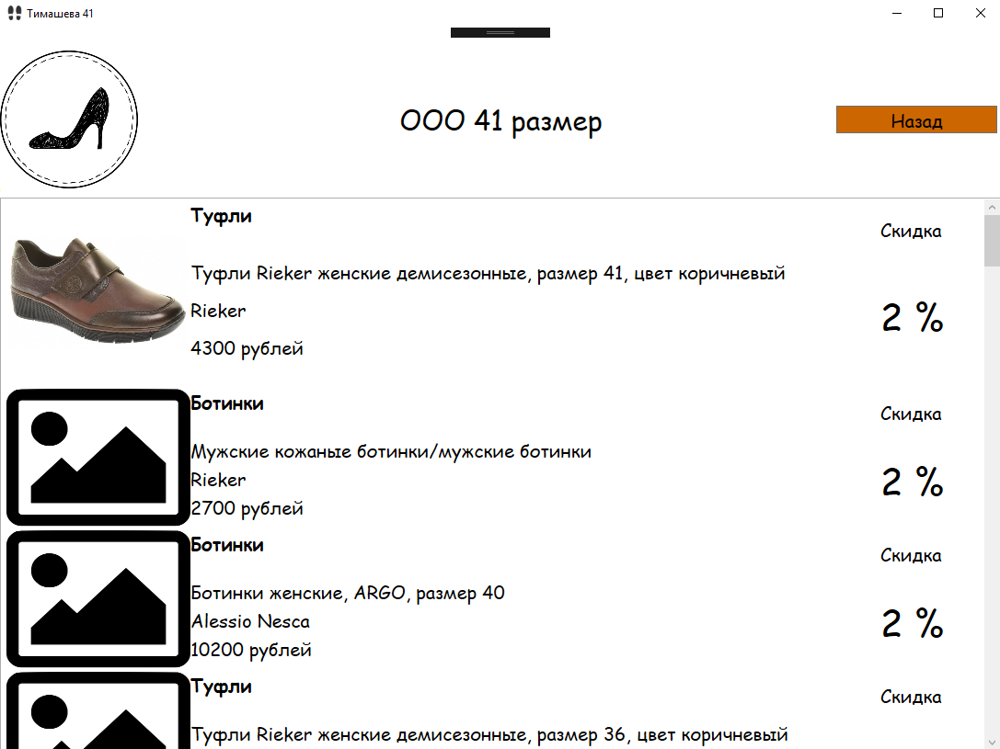 Тимашева 41
ООО 41 размер
Назад
Туфли
Скидка
Туфли Rieker женские демисезонные, размер 41, цвет коричневый
Rieker
2 %
4300 рублей
Ботинки
Скидка
Мужские кожаные ботинки/мужские ботинки
Rieker
2 %
2700 рублей
Ботинки
Скидка
Ботинки женские, ARGO, размер 40
Alessio Nesca
2 %
10200 рублей
Туфли
Скидка
Туфли Rieker женские демисезонные, размер 36, цвет коричневый